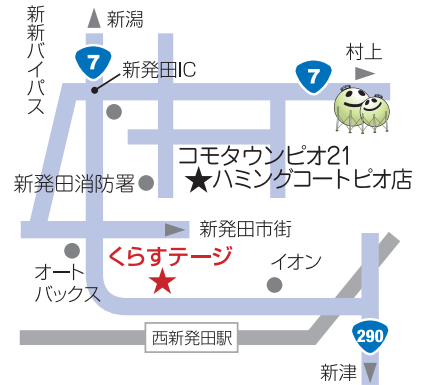 新新バイパス
新潟
7
新発田IC
7
村上
コモタウンピオ21
ハミングコートピオ店
新発田消防署
新発田市街
くらすテージ
オート
バックス
イオン
西新発田駅
290
新津